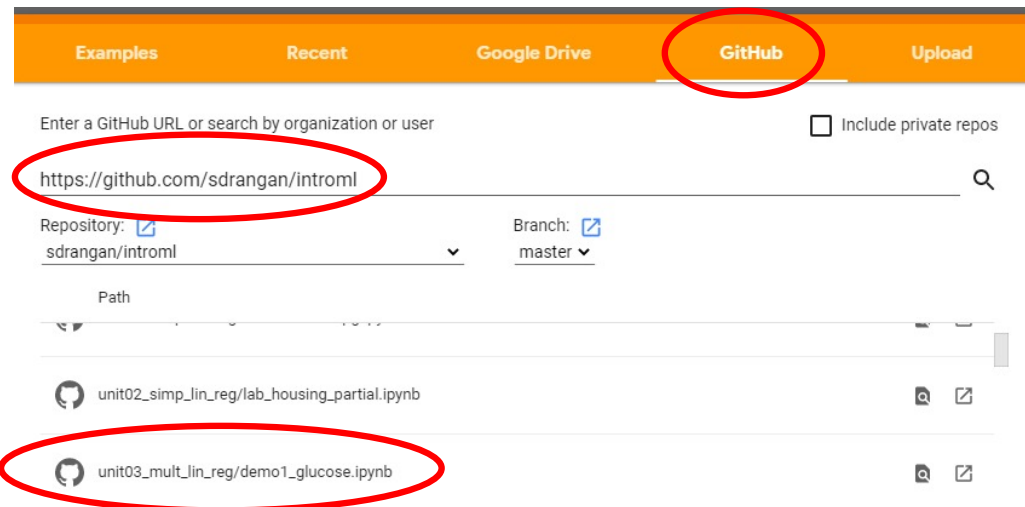 Examples Recent Google Drive GitHub Upload
Enter a GitHub URL or search by organization or user Include private repos
https://github.com/sdrangan/introml
Repository: Branch:
sdrangan/introml master
Path
unit02_simp_lin_reg/lab_housing_partial.ipynb
unit03_mult_lin_reg/demo1_glucose.ipynb